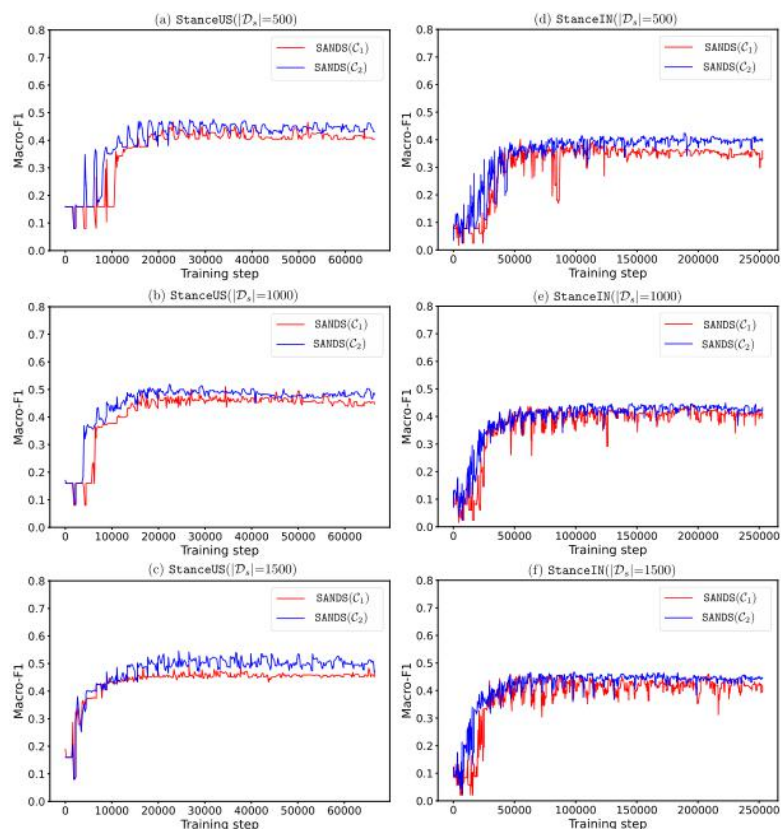 (a) StanceUS(|𝒟ₛ|=500)
0.8
0.7
0.6
0.5
0.4
0.3
0.2
0.1
0.0
Macro-F1
SANDS(𝒞₁)
SANDS(𝒞₂)
0 10000 20000 30000 40000 50000 60000
Training step
(d) StanceIN(|𝒟ₛ|=500)
0.8
0.7
0.6
0.5
0.4
0.3
0.2
0.1
0.0
Macro-F1
SANDS(𝒞₁)
SANDS(𝒞₂)
0 50000 100000 150000 200000 250000
Training step
(b) StanceUS(|𝒟ₛ|=1000)
0.8
0.7
0.6
0.5
0.4
0.3
0.2
0.1
0.0
Macro-F1
SANDS(𝒞₁)
SANDS(𝒞₂)
0 10000 20000 30000 40000 50000 60000
Training step
(e) StanceIN(|𝒟ₛ|=1000)
0.8
0.7
0.6
0.5
0.4
0.3
0.2
0.1
0.0
Macro-F1
SANDS(𝒞₁)
SANDS(𝒞₂)
0 50000 100000 150000 200000 250000
Training step
(c) StanceUS(|𝒟ₛ|=1500)
0.8
0.7
0.6
0.5
0.4
0.3
0.2
0.1
0.0
Macro-F1
SANDS(𝒞₁)
SANDS(𝒞₂)
0 10000 20000 30000 40000 50000 60000
Training step
(f) StanceIN(|𝒟ₛ|=1500)
0.8
0.7
0.6
0.5
0.4
0.3
0.2
0.1
0.0
Macro-F1
SANDS(𝒞₁)
SANDS(𝒞₂)
0 50000 100000 150000 200000 250000
Training step